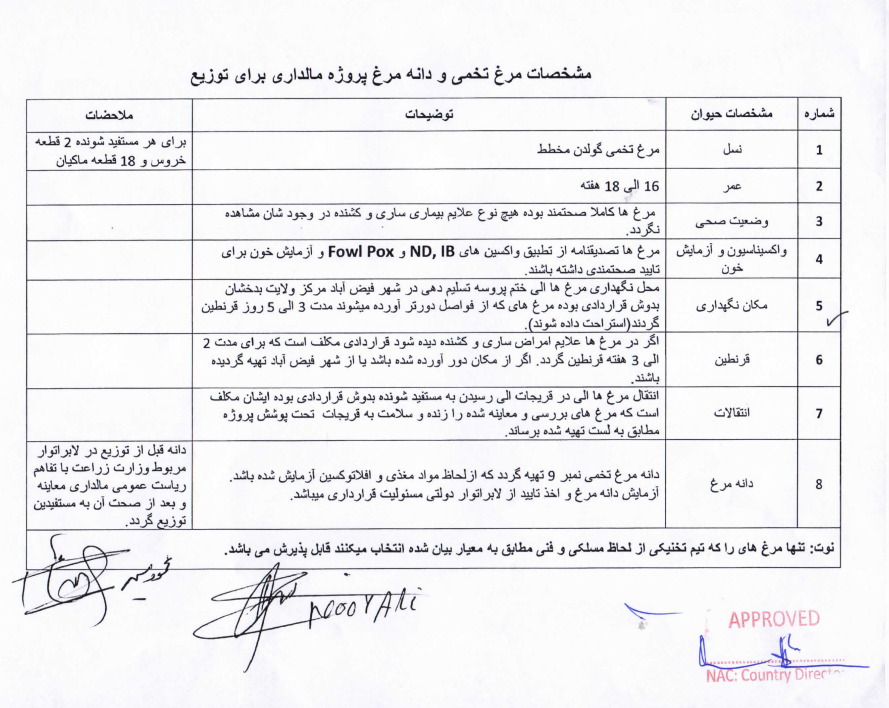 مشخصات مرغ تخمی و دانه مرغ پروژه مالداری برای توزیع
شماره
مشخصات حیوان
توضیحات
ملاحضات
1
نسل
مرغ تخمی گولدن مخطط
برای هر مستفید شونده 2 قطعه
خروس و 18 قطعه ماکیان
2
عمر
16 الی 18 هفته
3
وضعیت صحی
مرغ ها کاملا صحتمند بوده هیچ نوع علایم بیماری ساری و کشنده در وجود شان مشاهده
نگردد.
4
واکسیناسیون و آزمایش
خون
مرغ ها تصدیقنامه از تطبیق واکسین های ND, IB و Fowl Pox و آزمایش خون برای
تایید صحتمندی داشته باشند.
5
مکان نگهداری
محل نگهداری مرغ ها الی ختم پروسه تسلیم دهی در شهر فیض آباد مرکز ولایت بدخشان
بدوش قراردادی بوده مرغ های که از فواصل دورتر آورده میشوند مدت 3 الی 5 روز قرنطین
گردند(استراحت داده شوند).
6
قرنطین
اگر در مرغ ها علایم امراض ساری و کشنده دیده شود قراردادی مکلف است که برای مدت 2
الی 3 هفته قرنطین گردد. اگر از مکان دور آورده شده باشد یا از شهر فیض آباد تهیه گردیده
باشند.
7
انتقالات
انتقال مرغ ها الی در قریجات الی رسیدن به مستفید شونده بدوش قراردادی بوده ایشان مکلف
است که مرغ های بررسی و معاینه شده را زنده و سلامت به قریجات تحت پوشش پروژه
مطابق به لست تهیه شده برساند.
8
دانه مرغ
دانه مرغ تخمی نمبر 9 تهیه گردد که ازلحاظ مواد مغذی و افلاتوکسین آزمایش شده باشد.
آزمایش دانه مرغ و اخذ تایید از لابراتوار دولتی مسئولیت قرارداری میباشد.
دانه قبل از توزیع در لابراتوار
مربوط وزارت زراعت با تفاهم
ریاست عمومی مالداری معاینه
و بعد از صحت آن به مستفیدین
توزیع گردد.
نوت: تنها مرغ های را که تیم تخنیکی از لحاظ مسلکی و فنی مطابق به معیار بیان شده انتخاب میکنند قابل پذیرش می باشد.
APPROVED
NAC: Country Director